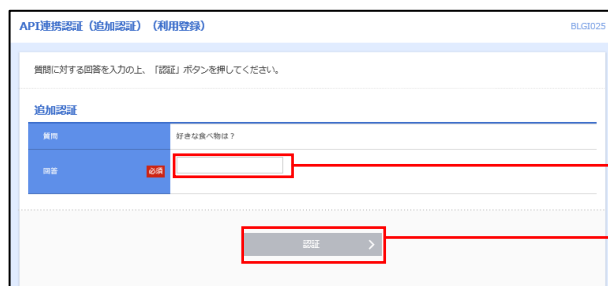 API連携認証（追加認証）（利用登録）
BLGI025
質問に対する回答を入力の上、「認証」ボタンを押してください。
追加認証
質問
好きな食べ物は？
回答
必須
認証